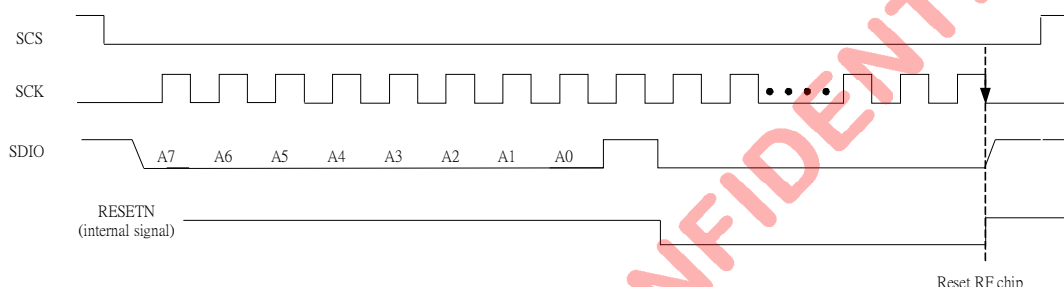 SCS
SCK
SDIO
A7 A6 A5 A4 A3 A2 A1 A0
RESETN
(internal signal)
Reset RF chip
NFIDENT